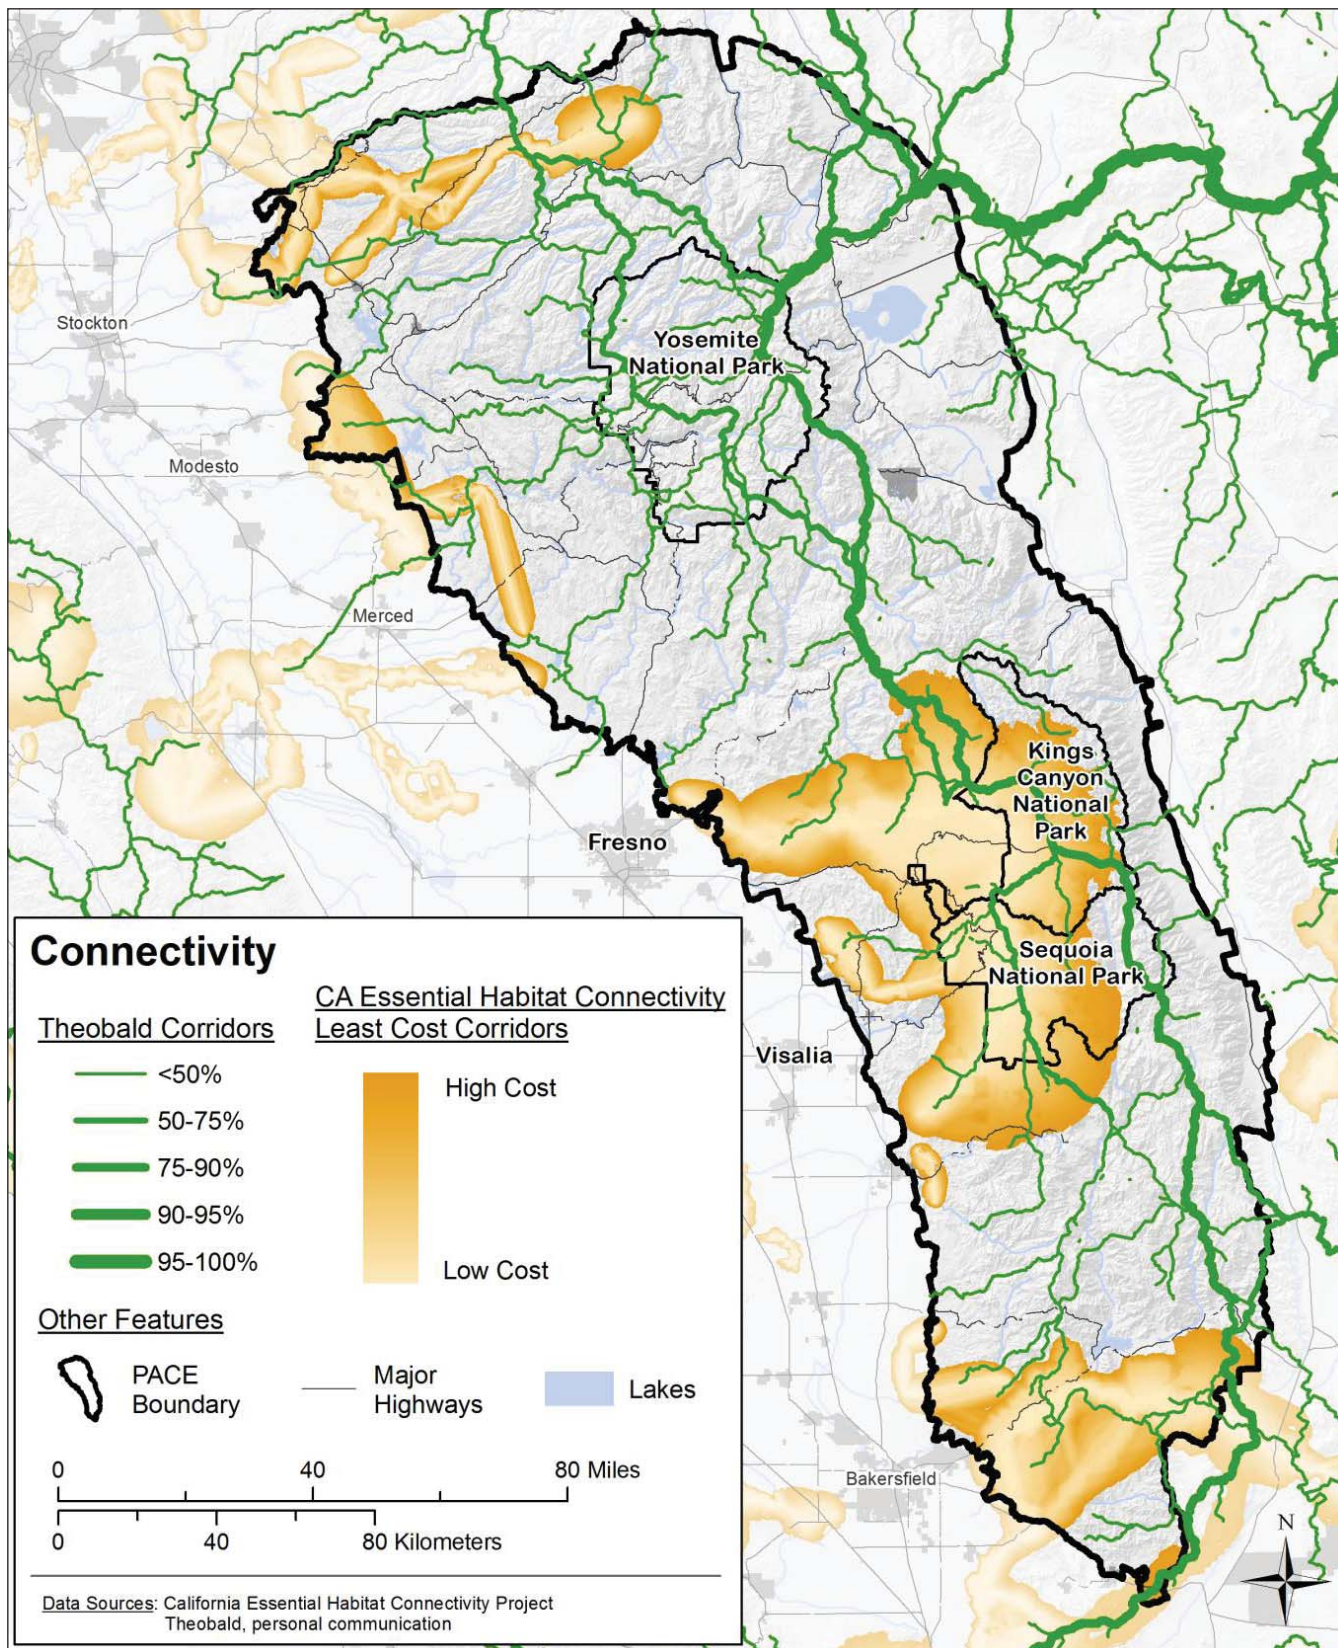 Stockton
Yosemite
National Park
Modesto
Merced
Kings
Canyon
National
Park
Fresno
Sequoia
National Park
Visalia
Bakersfield
Connectivity
Theobald Corridors
<50%
50-75%
75-90%
90-95%
95-100%
CA Essential Habitat Connectivity
Least Cost Corridors
High Cost
Low Cost
Other Features
PACE
Boundary
Major
Highways
Lakes
0 40 80 Miles
0 40 80 Kilometers
Data Sources: California Essential Habitat Connectivity Project
Theobald, personal communication
N